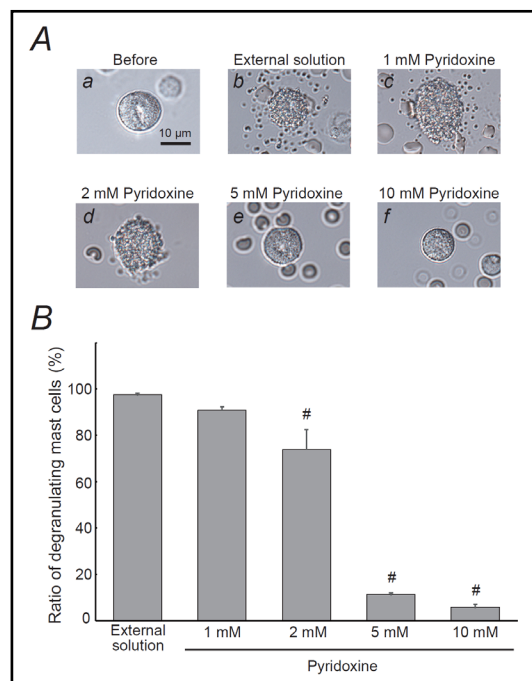 A
Before
External solution
1 mM Pyridoxine
a
b
c
10 µm
2 mM Pyridoxine
5 mM Pyridoxine
10 mM Pyridoxine
d
e
f
B
Ratio of degranulating mast cells (%)
100
80
60
40
20
0
#
#
#
External
solution
1 mM
2 mM
5 mM
10 mM
Pyridoxine